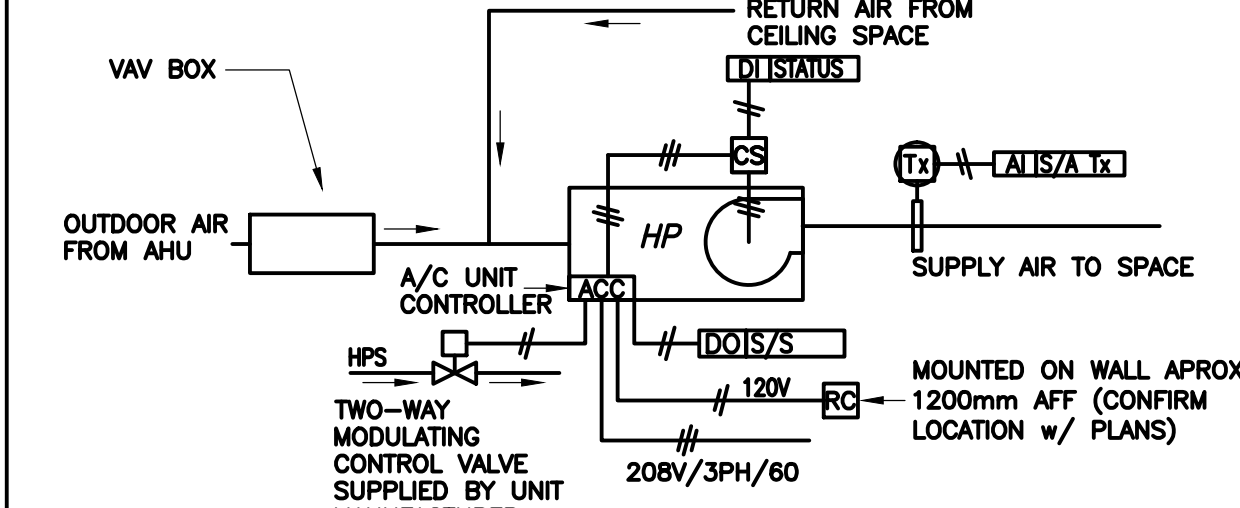 RETURN AIR FROM
CEILING SPACE
VAV BOX
DI STATUS
CS
Tx
AI S/A Tx
OUTDOOR AIR
FROM AHU
HP
SUPPLY AIR TO SPACE
A/C UNIT
CONTROLLER
ACC
DO S/S
HPS
120V
RC
MOUNTED ON WALL APROX
1200mm AFF (CONFIRM
LOCATION w/ PLANS)
TWO-WAY
MODULATING
CONTROL VALVE
SUPPLIED BY UNIT
208V/3PH/60